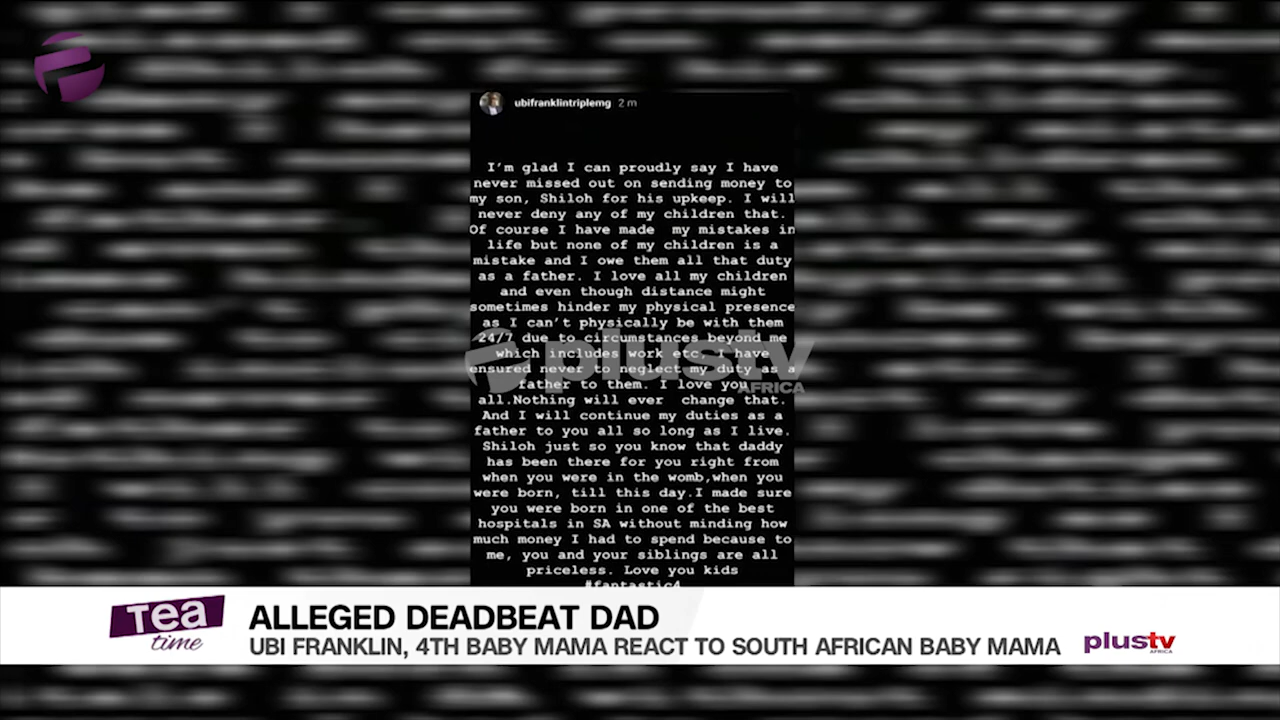 ubifranklintriplemg 2 m
I'm glad I can proudly say I have
never missed out on sending money to
my son, Shiloh for his upkeep. I will
never deny any of my children that.
Of course I have made my mistakes in
life but none of my children is a
mistake and I owe them all that duty
as a father. I love all my children
and even though distance might
sometimes hinder my physical presence
as I can't physically be with them
24/7 due to circumstances beyond me
which includes work etc, I have
ensured never to neglect my duty as a
father to them. I love you
all.Nothing will ever change that.
And I will continue my duties as a
father to you all so long as I live.
Shiloh just so you know that daddy
has been there for you right from
when you were in the womb,when you
were born, till this day.I made sure
you were born in one of the best
hospitals in SA without minding how
much money I had to spend because to
me, you and your siblings are all
priceless. Love you kids
#fantastic4
plustv
AFRICA
Tea
time
ALLEGED DEADBEAT DAD
UBI FRANKLIN, 4TH BABY MAMA REACT TO SOUTH AFRICAN BABY MAMA
plustv
AFRICA